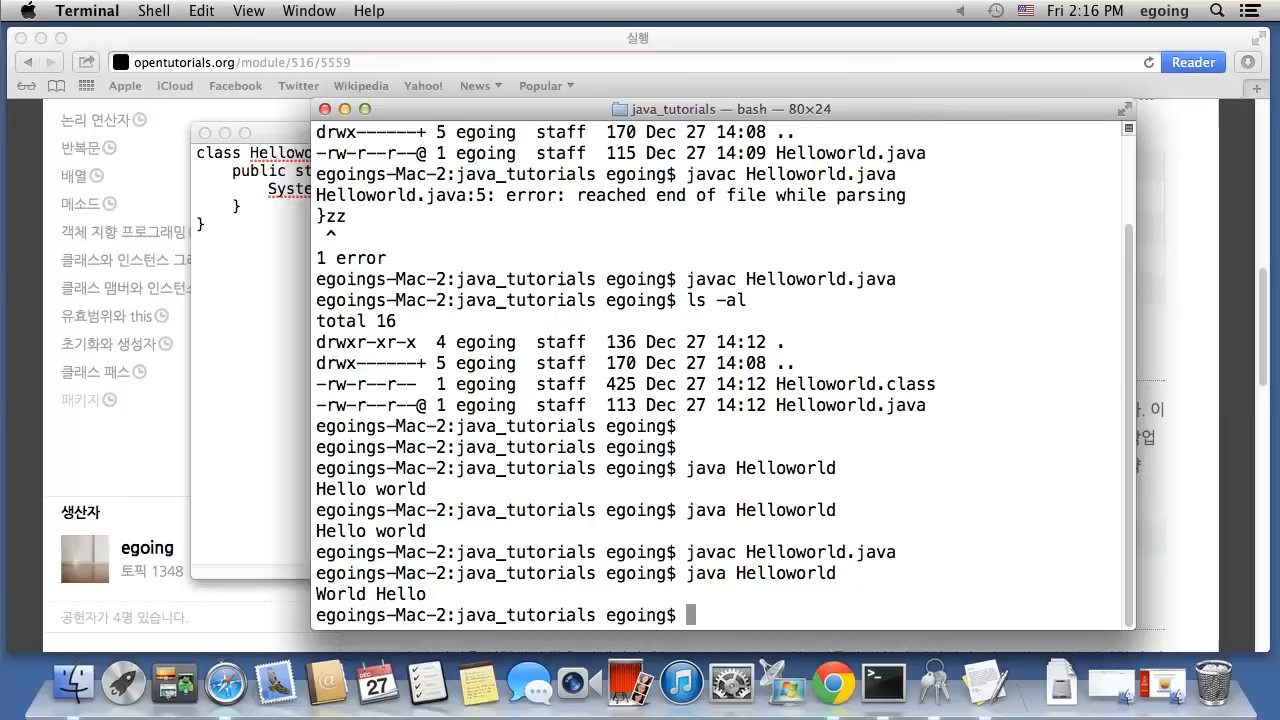 Terminal Shell Edit View Window Help Fri 2:16 PM egoing
실행
opentutorials.org/module/516/5559 Reader
Apple iCloud Facebook Twitter Wikipedia Yahoo! News Popular
논리 연산자
반복문
배열
메소드
객체 지향 프로그래밍
클래스와 인스턴스 그
클래스 맴버와 인스턴스
유효범위와 this
초기화와 생성자
클래스 패스
패키지
생산자
egoing
토픽 1348
공헌자가 4명 있습니다.
class Hellowo
public st
Syste
}
}
java_tutorials — bash — 80×24
drwx------+ 5 egoing staff 170 Dec 27 14:08 ..
-rw-r--r--@ 1 egoing staff 115 Dec 27 14:09 Helloworld.java
egoings-Mac-2:java_tutorials egoing$ javac Helloworld.java
Helloworld.java:5: error: reached end of file while parsing
}zz
^
1 error
egoings-Mac-2:java_tutorials egoing$ javac Helloworld.java
egoings-Mac-2:java_tutorials egoing$ ls -al
total 16
drwxr-xr-x 4 egoing staff 136 Dec 27 14:12 .
drwx------+ 5 egoing staff 170 Dec 27 14:08 ..
-rw-r--r-- 1 egoing staff 425 Dec 27 14:12 Helloworld.class
-rw-r--r--@ 1 egoing staff 113 Dec 27 14:12 Helloworld.java
egoings-Mac-2:java_tutorials egoing$
egoings-Mac-2:java_tutorials egoing$
egoings-Mac-2:java_tutorials egoing$ java Helloworld
Hello world
egoings-Mac-2:java_tutorials egoing$ java Helloworld
Hello world
egoings-Mac-2:java_tutorials egoing$ javac Helloworld.java
egoings-Mac-2:java_tutorials egoing$ java Helloworld
World Hello
egoings-Mac-2:java_tutorials egoing$
. 이
작업
DEC
27